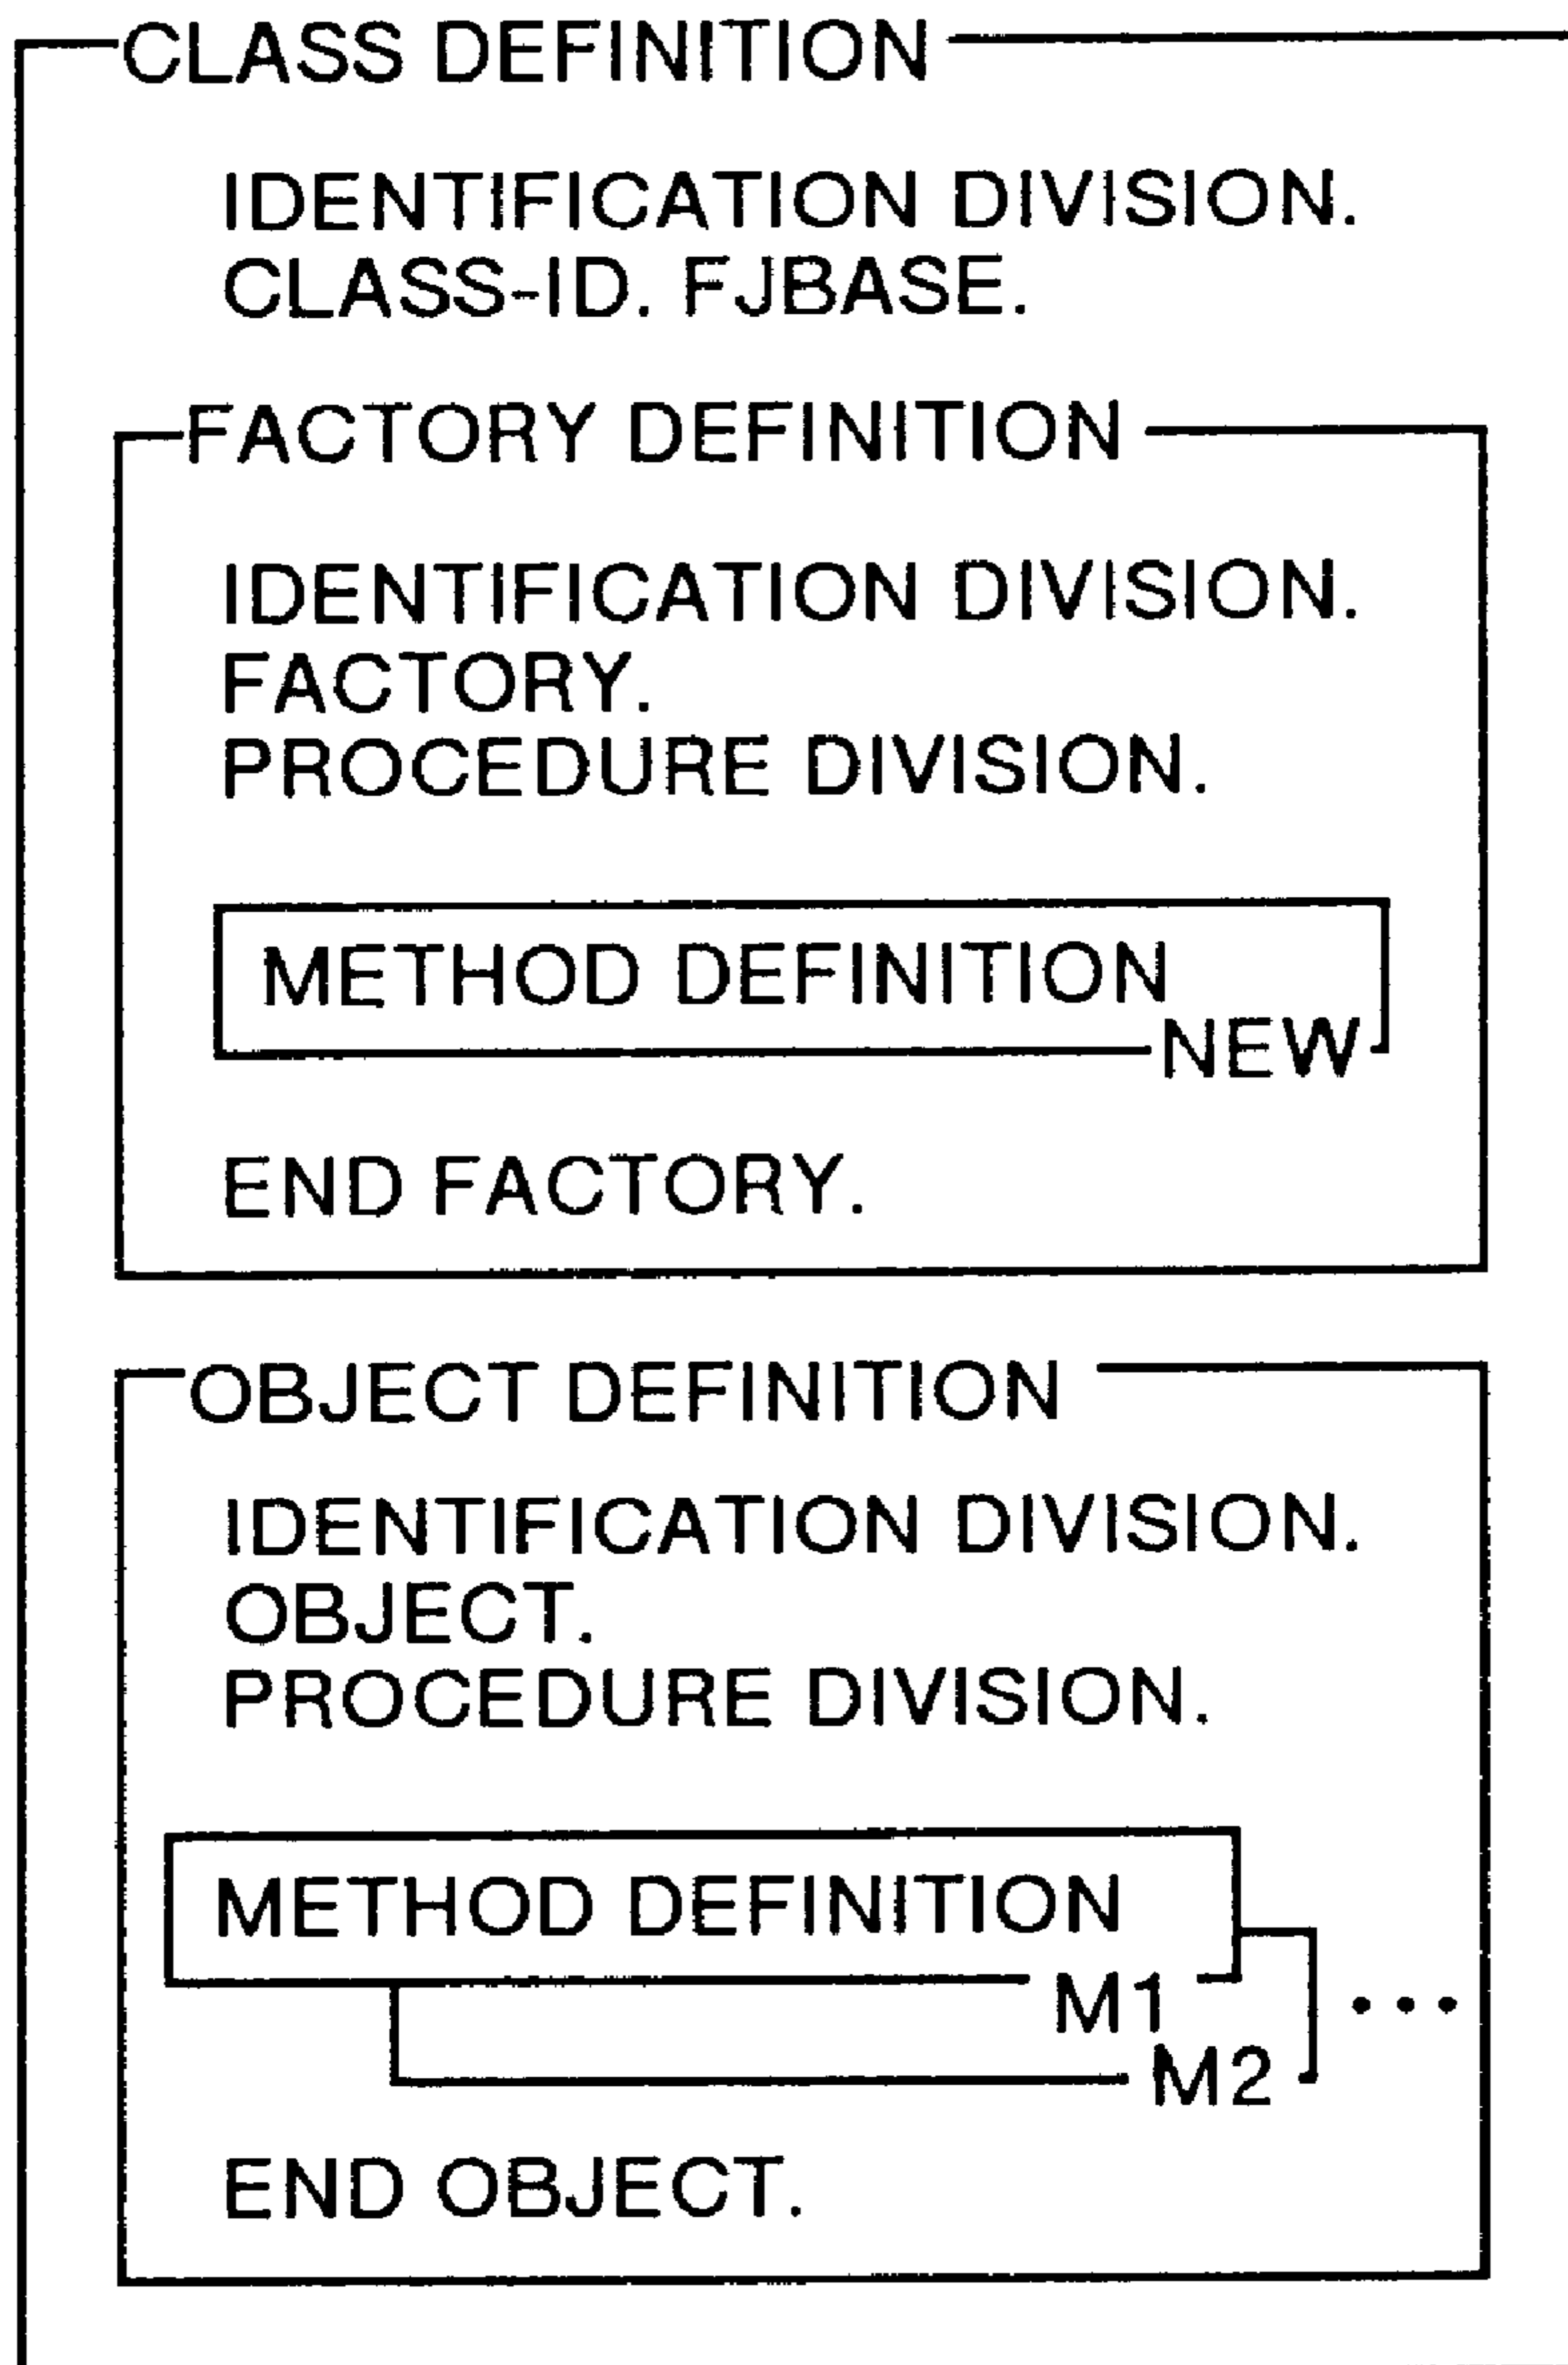 CLASS DEFINITION
IDENTIFICATION DIVISION.
CLASS-ID. FJBASE.
FACTORY DEFINITION
IDENTIFICATION DIVISION.
FACTORY.
PROCEDURE DIVISION.
METHOD DEFINITION
NEW
END FACTORY.
OBJECT DEFINITION
IDENTIFICATION DIVISION.
OBJECT.
PROCEDURE DIVISION.
METHOD DEFINITION
M1
•••
M2
END OBJECT.